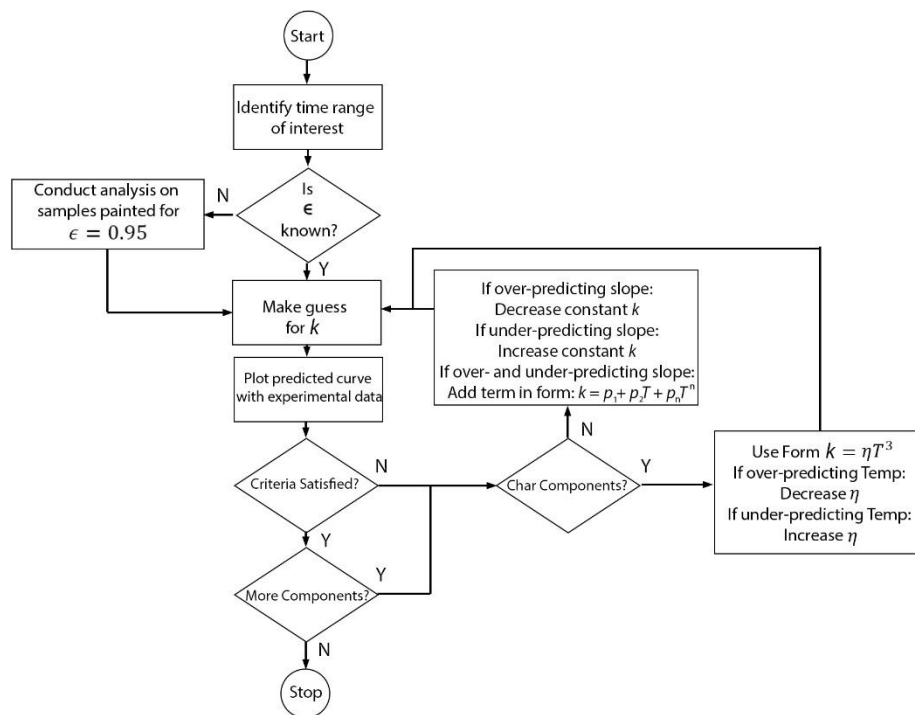 Start
Identify time range
of interest
Is
ϵ
known?
N
Conduct analysis on
samples painted for
ϵ = 0.95
Y
Make guess
for k
Plot predicted curve
with experimental data
If over-predicting slope:
Decrease constant k
If under-predicting slope:
Increase constant k
If over- and under-predicting slope:
Add term in form: k = p₁ + p₂T + pₙTⁿ
Criteria Satisfied?
N
Y
Char Components?
N
Y
Use Form k = ηT³
If over-predicting Temp:
Decrease η
If under-predicting Temp:
Increase η
More Components?
Y
N
Stop